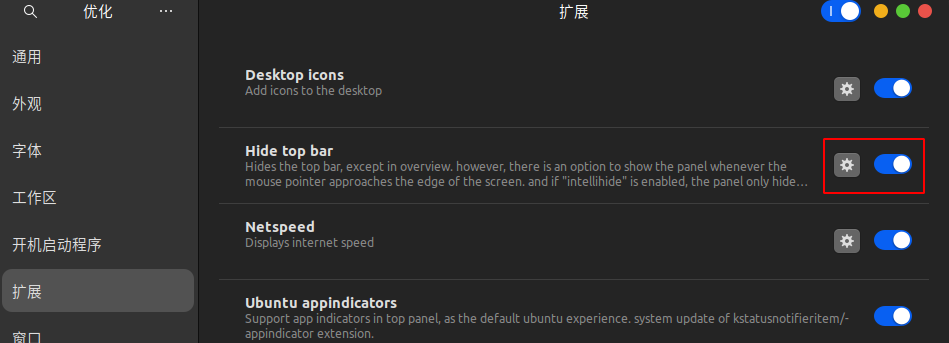 优化
扩展
通用
外观
字体
工作区
开机启动程序
扩展
窗口
Desktop icons
Add icons to the desktop
Hide top bar
Hides the top bar, except in overview. however, there is an option to show the panel whenever the
mouse pointer approaches the edge of the screen. and if "intellihide" is enabled, the panel only hide…
Netspeed
Displays internet speed
Ubuntu appindicators
Support app indicators in top panel, as the default ubuntu experience. system update of kstatusnotifieritem/-
appindicator extension.